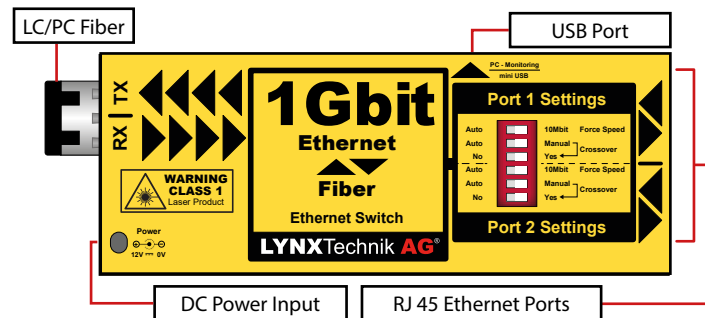 LC/PC Fiber
USB Port
PC - Monitoring
mini USB
TX
RX
1Gbit
Ethernet
Fiber
Ethernet Switch
LYNXTechnik AG®
WARNING
CLASS 1
Laser Product
Power
12V 0V
Port 1 Settings
Auto 10Mbit Force Speed
Auto Manual Crossover
No Yes
Auto 10Mbit Force Speed
Auto Manual Crossover
No Yes
Port 2 Settings
DC Power Input
RJ 45 Ethernet Ports